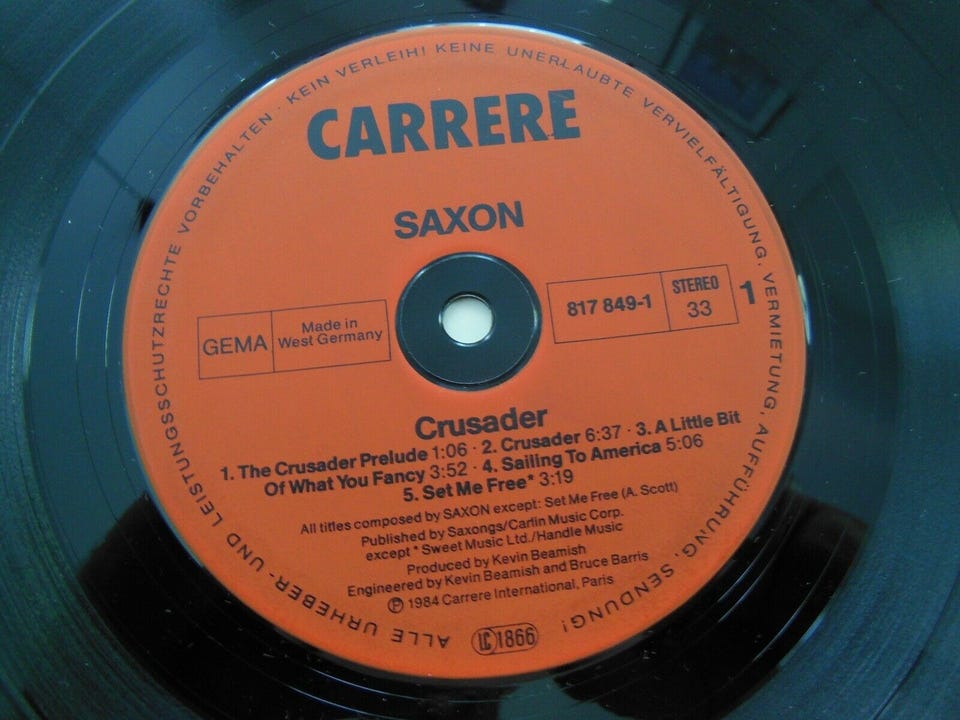 ALLE URHEBER- UND LEISTUNGSSCHUTZRECHTE VORBEHALTEN · KEIN VERLEIH! KEINE UNERLAUBTE VERVIELFÄLTIGUNG, VERMIETUNG, AUFFÜHRUNG, SENDUNG!
CARRERE
SAXON
GEMA
Made in
West Germany
817 849-1
STEREO
33
1
Crusader
1. The Crusader Prelude 1:06 · 2. Crusader 6:37 · 3. A Little Bit
Of What You Fancy 3:52 · 4. Sailing To America 5:06
5. Set Me Free* 3:19
All titles composed by SAXON except: Set Me Free (A. Scott)
Published by Saxongs/Carlin Music Corp.
except * Sweet Music Ltd./Handle Music
Produced by Kevin Beamish
Engineered by Kevin Beamish and Bruce Barris
Ⓟ 1984 Carrere International, Paris
LC 1866